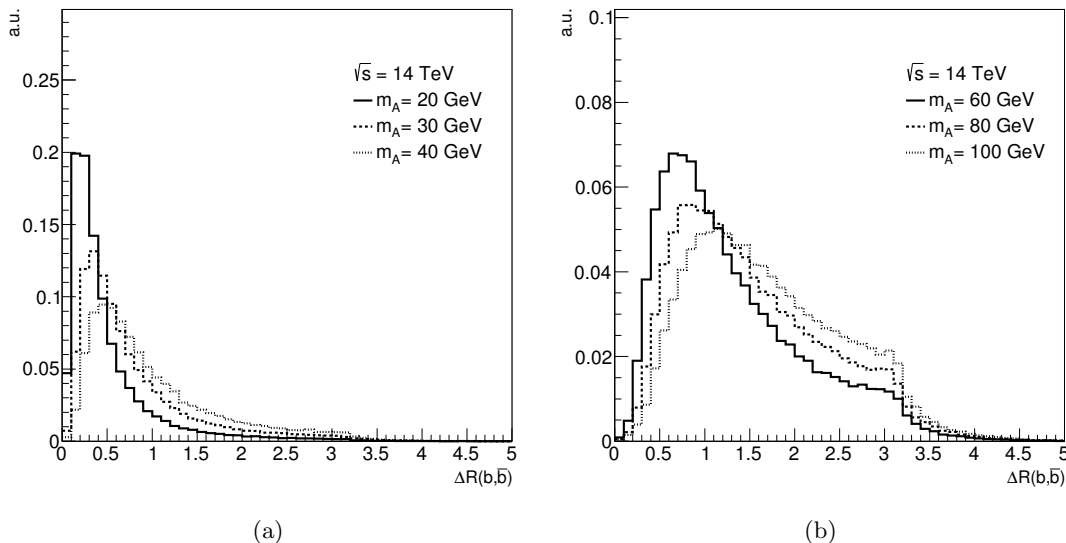 a.u.
√s = 14 TeV
m_A= 20 GeV
m_A= 30 GeV
m_A= 40 GeV
0.25
0.2
0.15
0.1
0.05
0
0 0.5 1 1.5 2 2.5 3 3.5 4 4.5 5
ΔR(b,b̅)
(a)
a.u.
√s = 14 TeV
m_A= 60 GeV
m_A= 80 GeV
m_A= 100 GeV
0.1
0.08
0.06
0.04
0.02
0
0 0.5 1 1.5 2 2.5 3 3.5 4 4.5 5
ΔR(b,b̅)
(b)